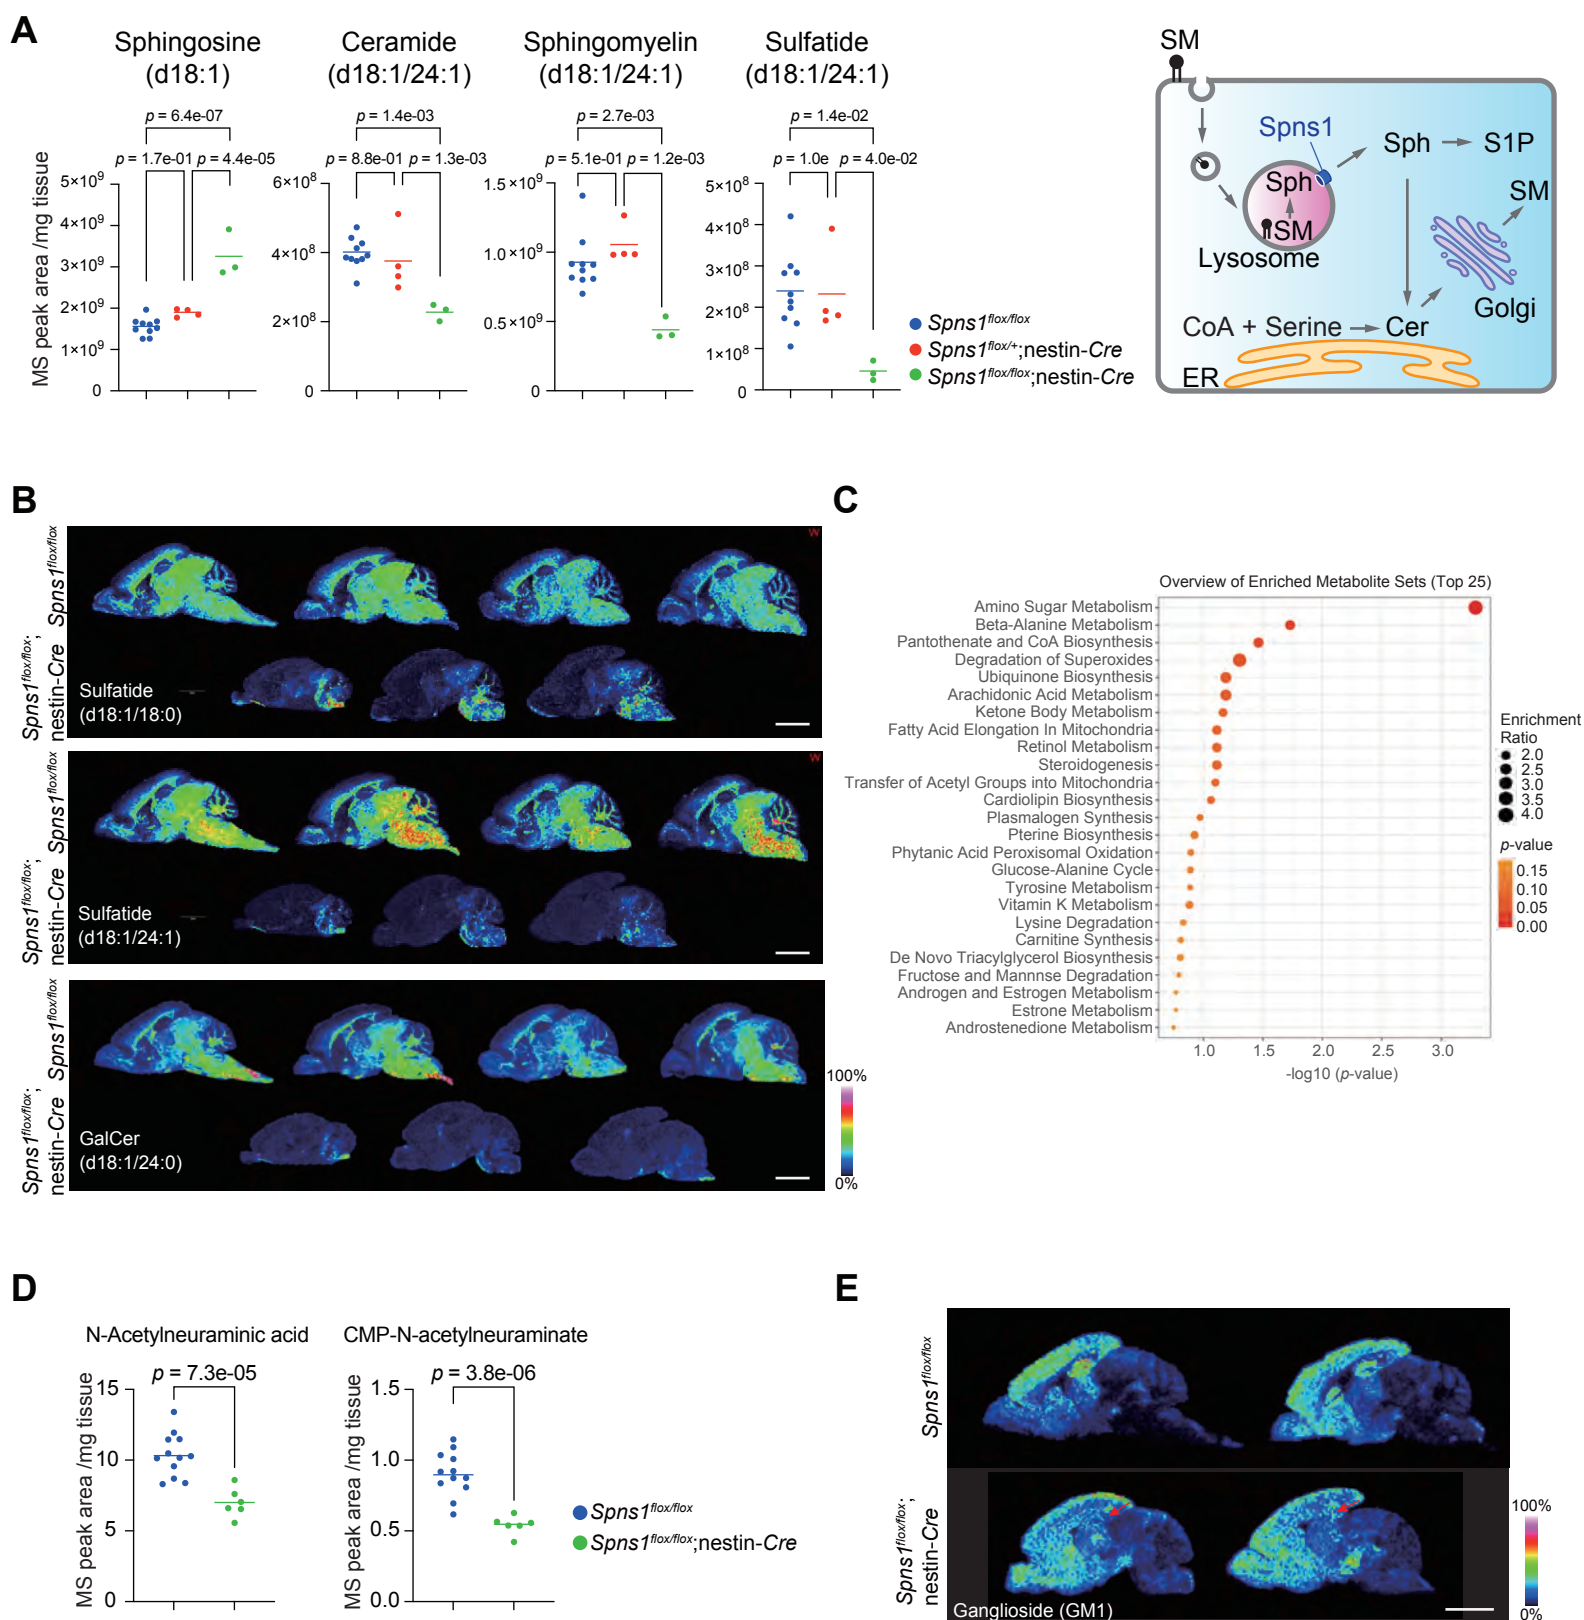 A
Sphingosine
(d18:1)
Ceramide
(d18:1/24:1)
Sphingomyelin
(d18:1/24:1)
Sulfatide
(d18:1/24:1)
p = 6.4e-07
p = 1.4e-03
p = 2.7e-03
p = 1.4e-02
p = 1.7e-01
p = 4.4e-05
p = 8.8e-01
p = 1.3e-03
p = 5.1e-01
p = 1.2e-03
p = 1.0e
p = 4.0e-02
MS peak area /mg tissue
5×10⁹
4×10⁹
3×10⁹
2×10⁹
1×10⁹
0
6×10⁸
4×10⁸
2×10⁸
0
1.5×10⁹
1.0×10⁹
0.5×10⁹
0
5×10⁸
4×10⁸
3×10⁸
2×10⁸
1×10⁸
0
Spns1flox/flox
Spns1flox/+;nestin-Cre
Spns1flox/flox;nestin-Cre
SM
Spns1
Sph
SM
Lysosome
Sph
S1P
SM
Golgi
CoA + Serine
Cer
ER
B
Spns1flox/flox
Spns1flox/flox;
nestin-Cre
Sulfatide
(d18:1/18:0)
W
Spns1flox/flox
Spns1flox/flox;
nestin-Cre
Sulfatide
(d18:1/24:1)
W
Spns1flox/flox
Spns1flox/flox;
nestin-Cre
GalCer
(d18:1/24:0)
100%
0%
C
Overview of Enriched Metabolite Sets (Top 25)
Amino Sugar Metabolism
Beta-Alanine Metabolism
Pantothenate and CoA Biosynthesis
Degradation of Superoxides
Ubiquinone Biosynthesis
Arachidonic Acid Metabolism
Ketone Body Metabolism
Fatty Acid Elongation In Mitochondria
Retinol Metabolism
Steroidogenesis
Transfer of Acetyl Groups into Mitochondria
Cardiolipin Biosynthesis
Plasmalogen Synthesis
Pterine Biosynthesis
Phytanic Acid Peroxisomal Oxidation
Glucose-Alanine Cycle
Tyrosine Metabolism
Vitamin K Metabolism
Lysine Degradation
Carnitine Synthesis
De Novo Triacylglycerol Biosynthesis
Fructose and Mannnse Degradation
Androgen and Estrogen Metabolism
Estrone Metabolism
Androstenedione Metabolism
1.0
1.5
2.0
2.5
3.0
-log10 (p-value)
Enrichment
Ratio
2.0
2.5
3.0
3.5
4.0
p-value
0.15
0.10
0.05
0.00
D
N-Acetylneuraminic acid
CMP-N-acetylneuraminate
p = 7.3e-05
p = 3.8e-06
MS peak area /mg tissue
15
10
5
0
MS peak area /mg tissue
1.5
1.0
0.5
0.0
Spns1flox/flox
Spns1flox/flox;nestin-Cre
E
Spns1flox/flox
Spns1flox/flox;
nestin-Cre
Ganglioside (GM1)
100%
0%